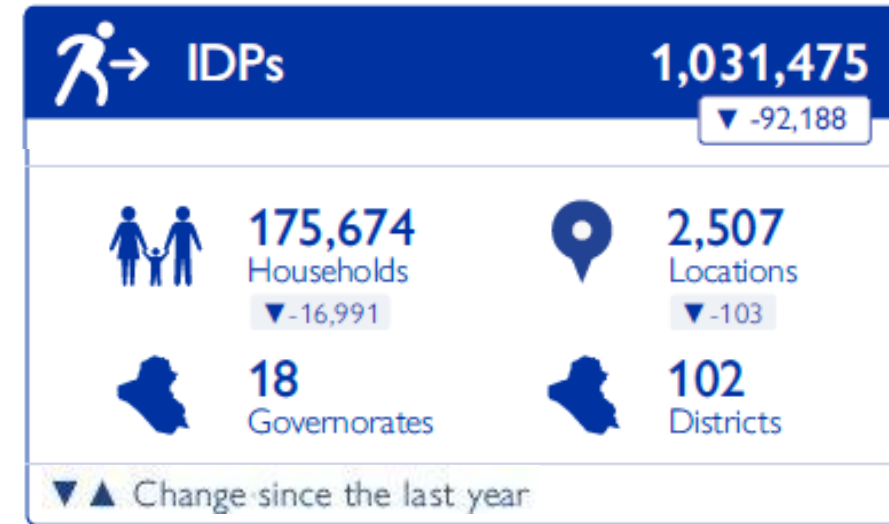 IDPs 1,031,475
▼ -92,188
175,674
Households
▼-16,991
2,507
Locations
▼-103
18
Governorates
102
Districts
▼ ▲ Change since the last year